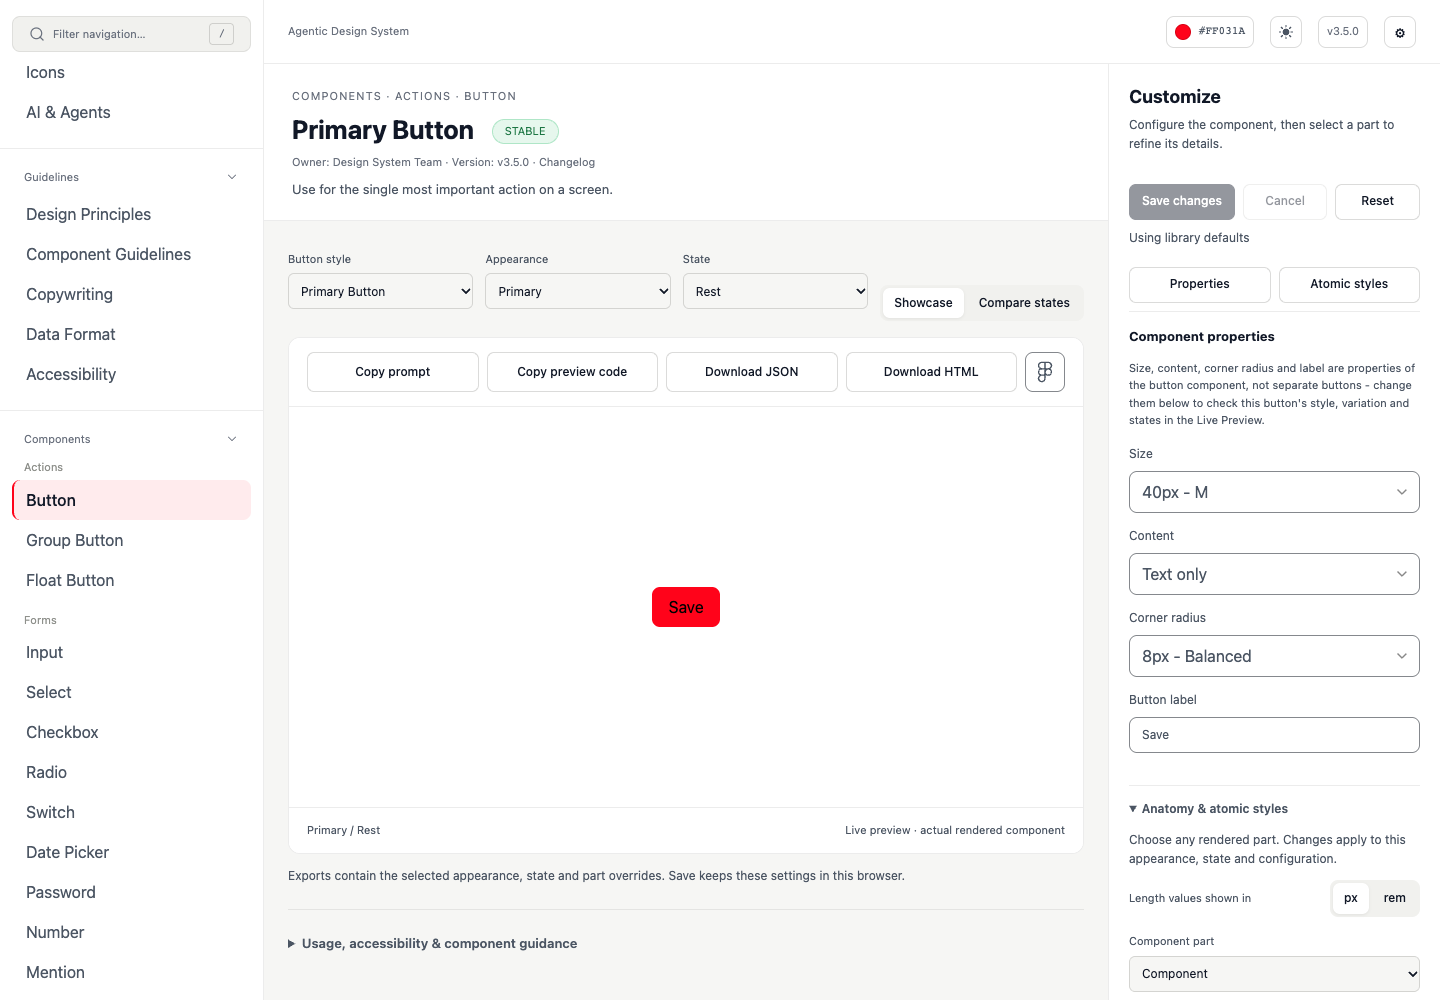 Filter navigation...
/
Icons
AI & Agents
Guidelines
Design Principles
Component Guidelines
Copywriting
Data Format
Accessibility
Components
Actions
Button
Group Button
Float Button
Forms
Input
Select
Checkbox
Radio
Switch
Date Picker
Password
Number
Mention
Agentic Design System
#FF031A
v3.5.0
COMPONENTS · ACTIONS · BUTTON
Primary Button
STABLE
Owner: Design System Team · Version: v3.5.0 · Changelog
Use for the single most important action on a screen.
Button style
Appearance
State
Primary Button
Primary
Rest
Showcase
Compare states
Copy prompt
Copy preview code
Download JSON
Download HTML
Save
Primary / Rest
Live preview · actual rendered component
Exports contain the selected appearance, state and part overrides. Save keeps these settings in this browser.
Usage, accessibility & component guidance
Customize
Configure the component, then select a part to
refine its details.
Save changes
Cancel
Reset
Using library defaults
Properties
Atomic styles
Component properties
Size, content, corner radius and label are properties of
the button component, not separate buttons - change
them below to check this button's style, variation and
states in the Live Preview.
Size
40px - M
Content
Text only
Corner radius
8px - Balanced
Button label
Save
Anatomy & atomic styles
Choose any rendered part. Changes apply to this
appearance, state and configuration.
Length values shown in
px
rem
Component part
Component